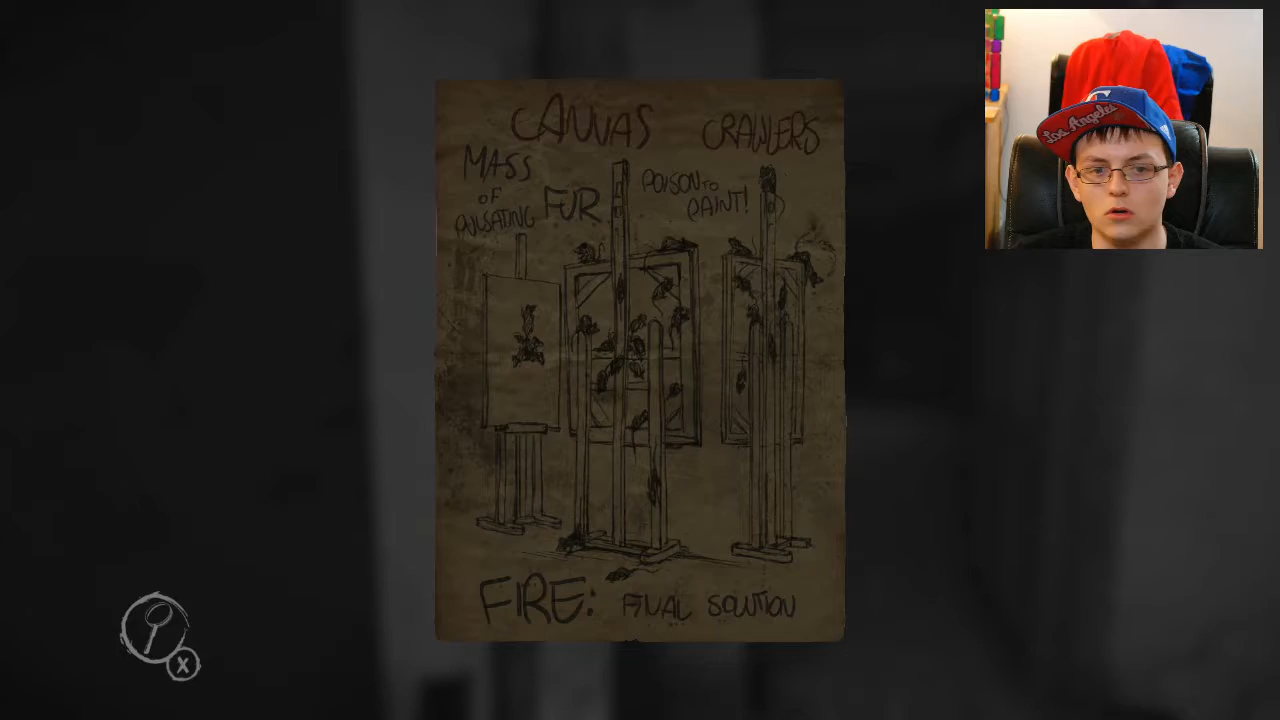 CANVAS CRAWLERS
MASS
OF
PULSATING
FUR
POISON TO
PAINT!
FIRE: FINAL SOLUTION
X
Los Angeles